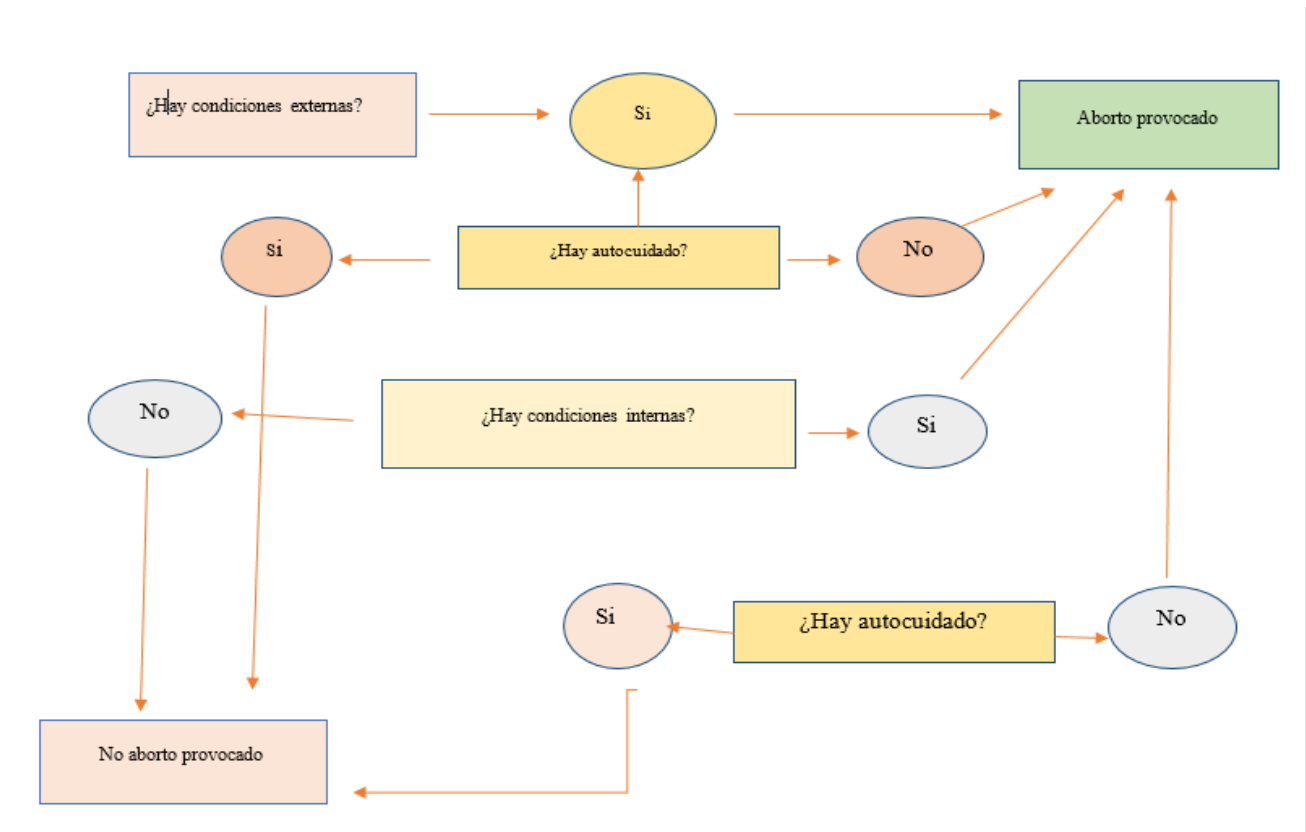 ¿Hay condiciones externas?
Si
Aborto provocado
si
¿Hay autocuidado?
No
No
¿Hay condiciones internas?
Si
Si
¿Hay autocuidado?
No
No aborto provocado